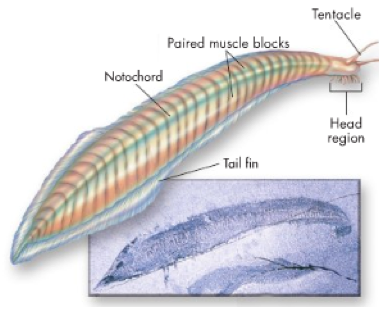 Tentacle
Paired muscle blocks
Notochord
Head
region
Tail fin